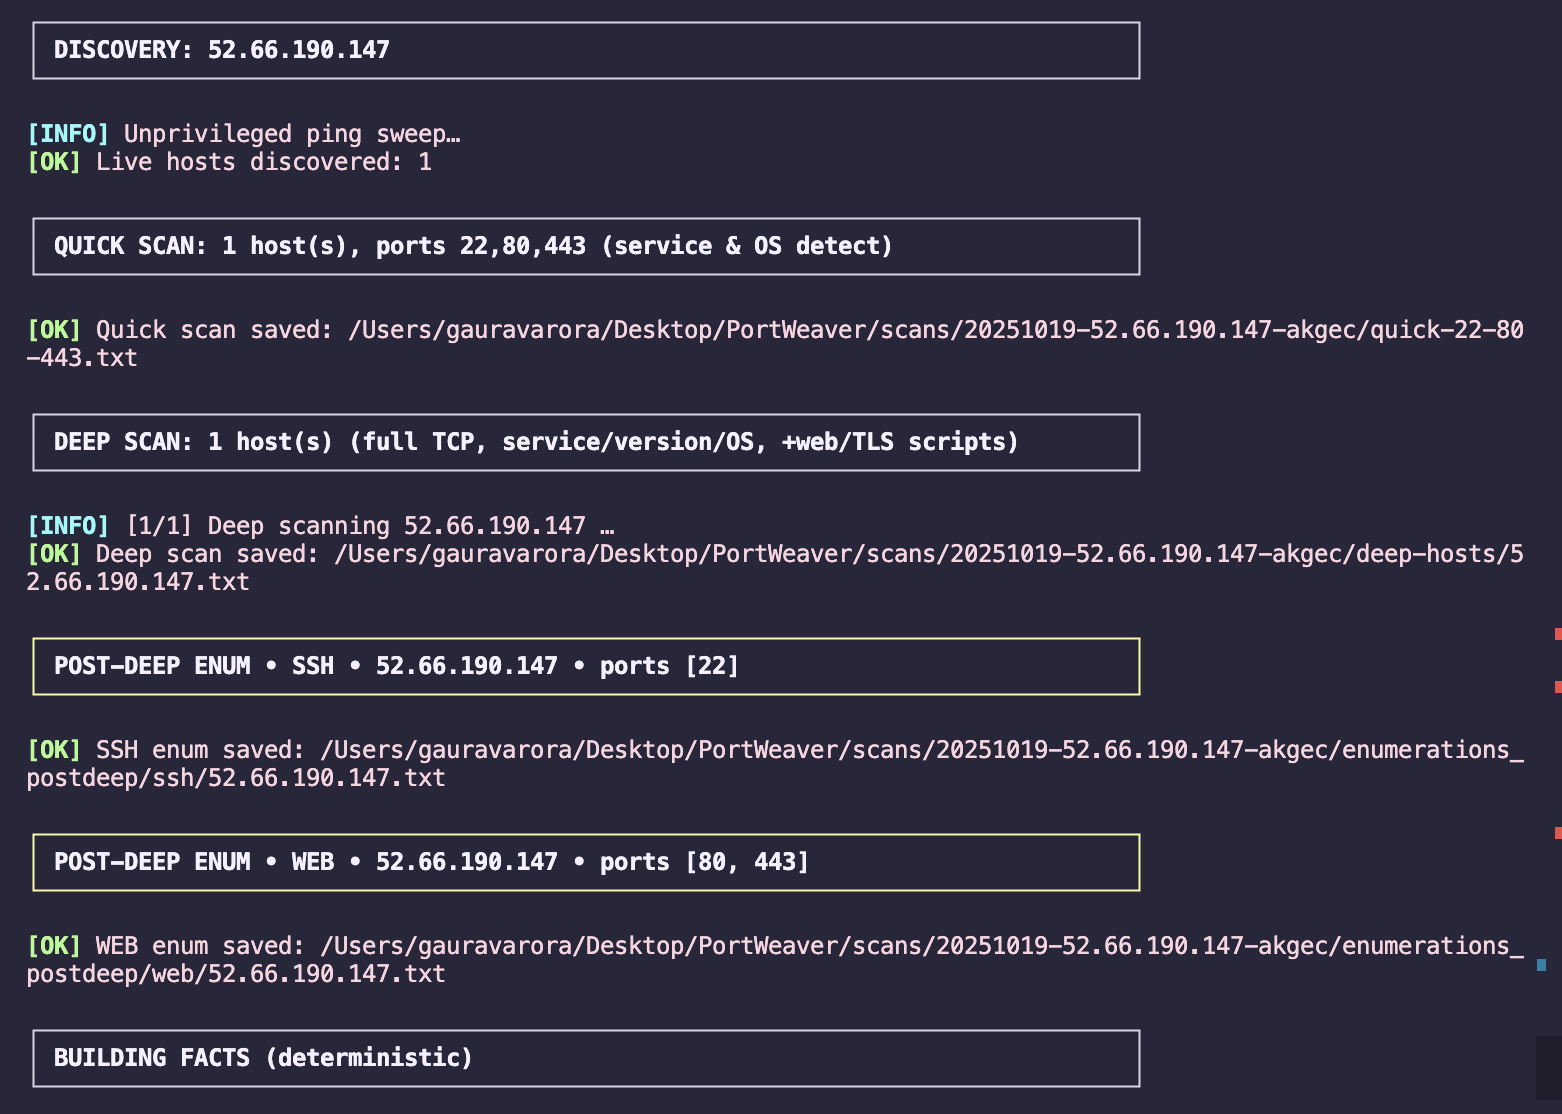 DISCOVERY: 52.66.190.147
[INFO] Unprivileged ping sweep…
[OK] Live hosts discovered: 1
QUICK SCAN: 1 host(s), ports 22,80,443 (service & OS detect)
[OK] Quick scan saved: /Users/gauravarora/Desktop/PortWeaver/scans/20251019-52.66.190.147-akgec/quick-22-80
-443.txt
DEEP SCAN: 1 host(s) (full TCP, service/version/OS, +web/TLS scripts)
[INFO] [1/1] Deep scanning 52.66.190.147 …
[OK] Deep scan saved: /Users/gauravarora/Desktop/PortWeaver/scans/20251019-52.66.190.147-akgec/deep-hosts/5
2.66.190.147.txt
POST-DEEP ENUM • SSH • 52.66.190.147 • ports [22]
[OK] SSH enum saved: /Users/gauravarora/Desktop/PortWeaver/scans/20251019-52.66.190.147-akgec/enumerations_
postdeep/ssh/52.66.190.147.txt
POST-DEEP ENUM • WEB • 52.66.190.147 • ports [80, 443]
[OK] WEB enum saved: /Users/gauravarora/Desktop/PortWeaver/scans/20251019-52.66.190.147-akgec/enumerations_
postdeep/web/52.66.190.147.txt
BUILDING FACTS (deterministic)